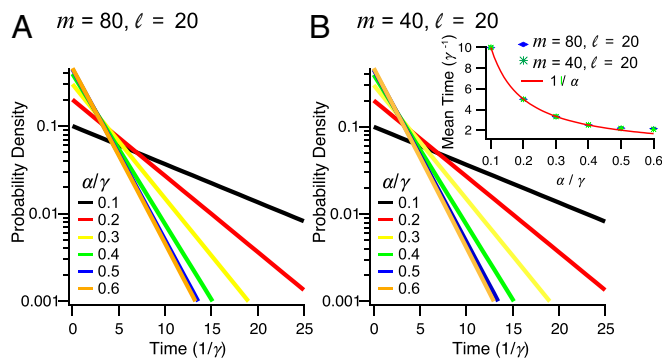 A
m = 80, ℓ = 20
Probability Density
0.1
0.01
0.001
α/γ
0.1
0.2
0.3
0.4
0.5
0.6
0 5 10 15 20 25
Time (1/γ)
B
m = 40, ℓ = 20
Probability Density
0.1
0.01
0.001
α/γ
0.1
0.2
0.3
0.4
0.5
0.6
0 5 10 15 20 25
Time (1/γ)
Mean Time (γ⁻¹)
10
8
6
4
2
m = 80, ℓ = 20
m = 40, ℓ = 20
1 / α
0.1 0.2 0.3 0.4 0.5 0.6
α / γ